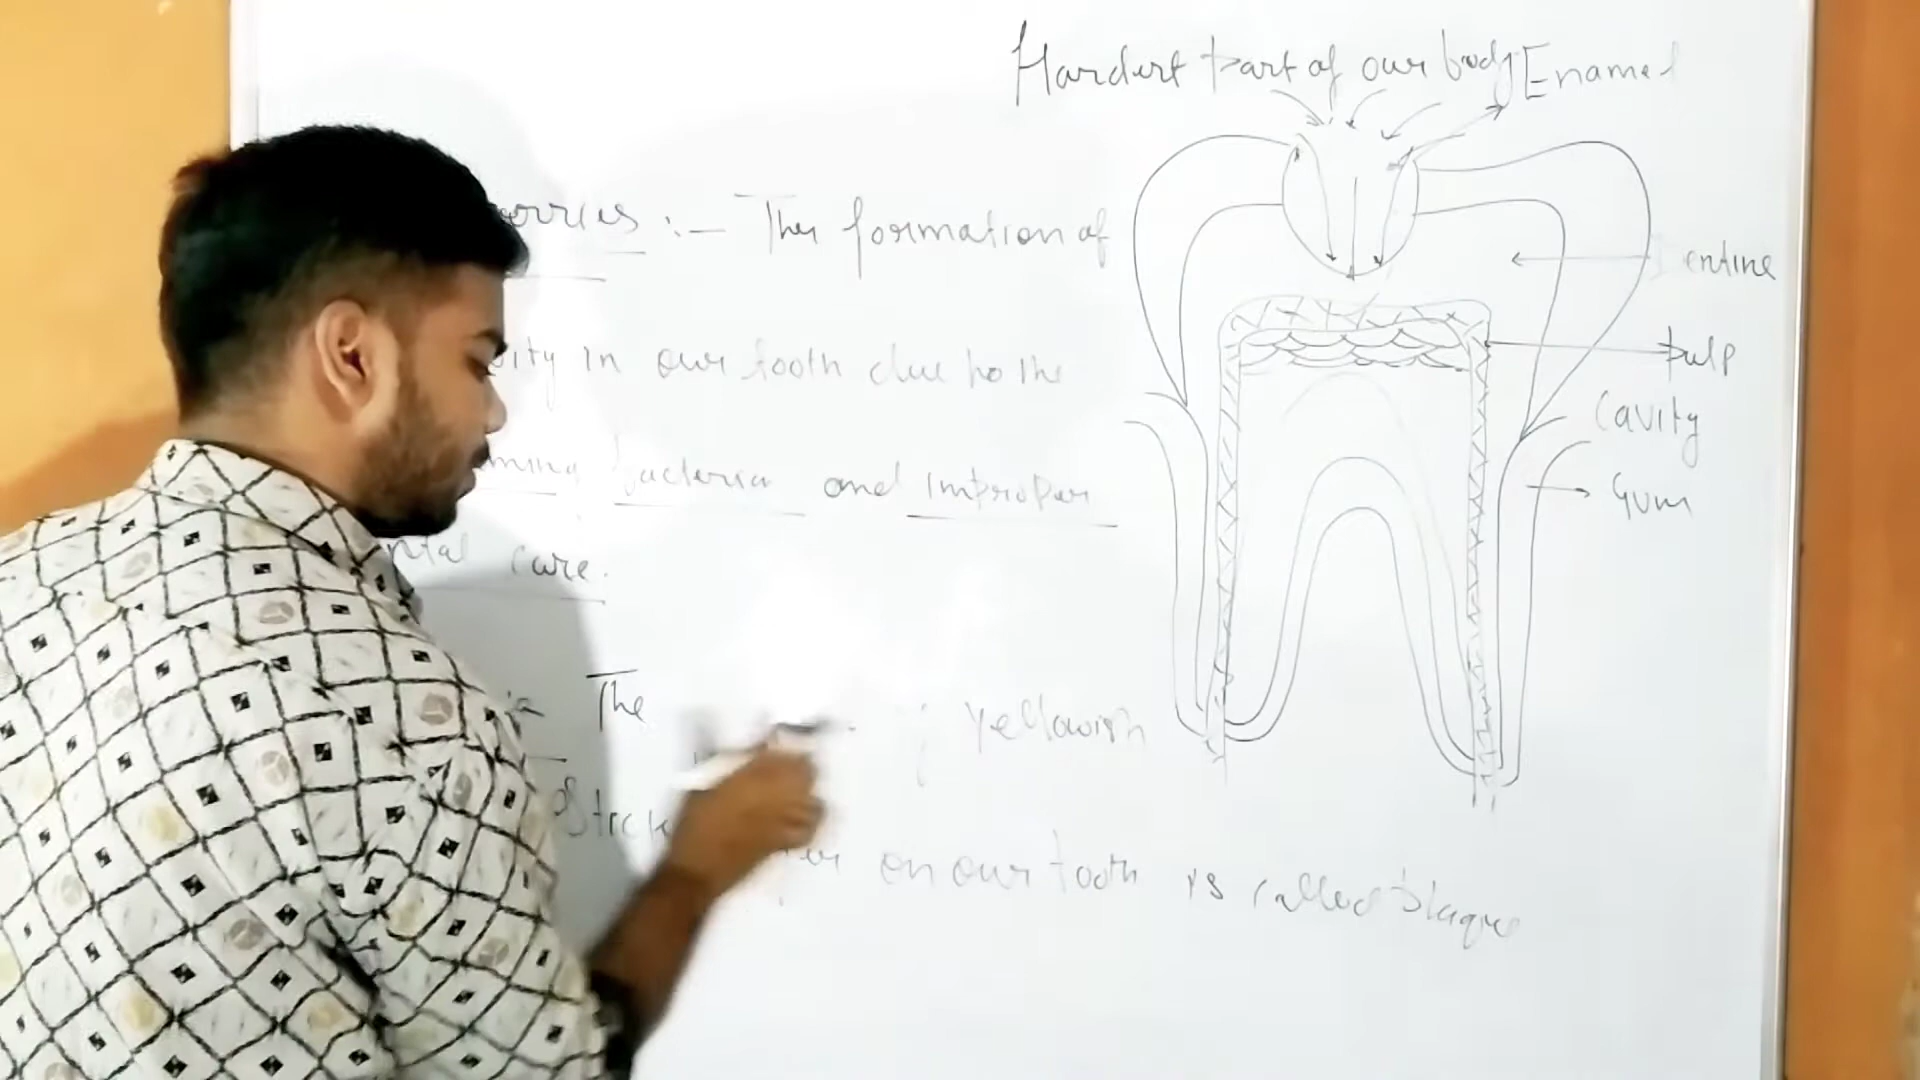 Hardest part of our body Enamel
:- The formation of
in our tooth due to the
bacteria and improper
care.
The yellowish
on our tooth is called Plaque
entine
Pulp
Cavity
Gum